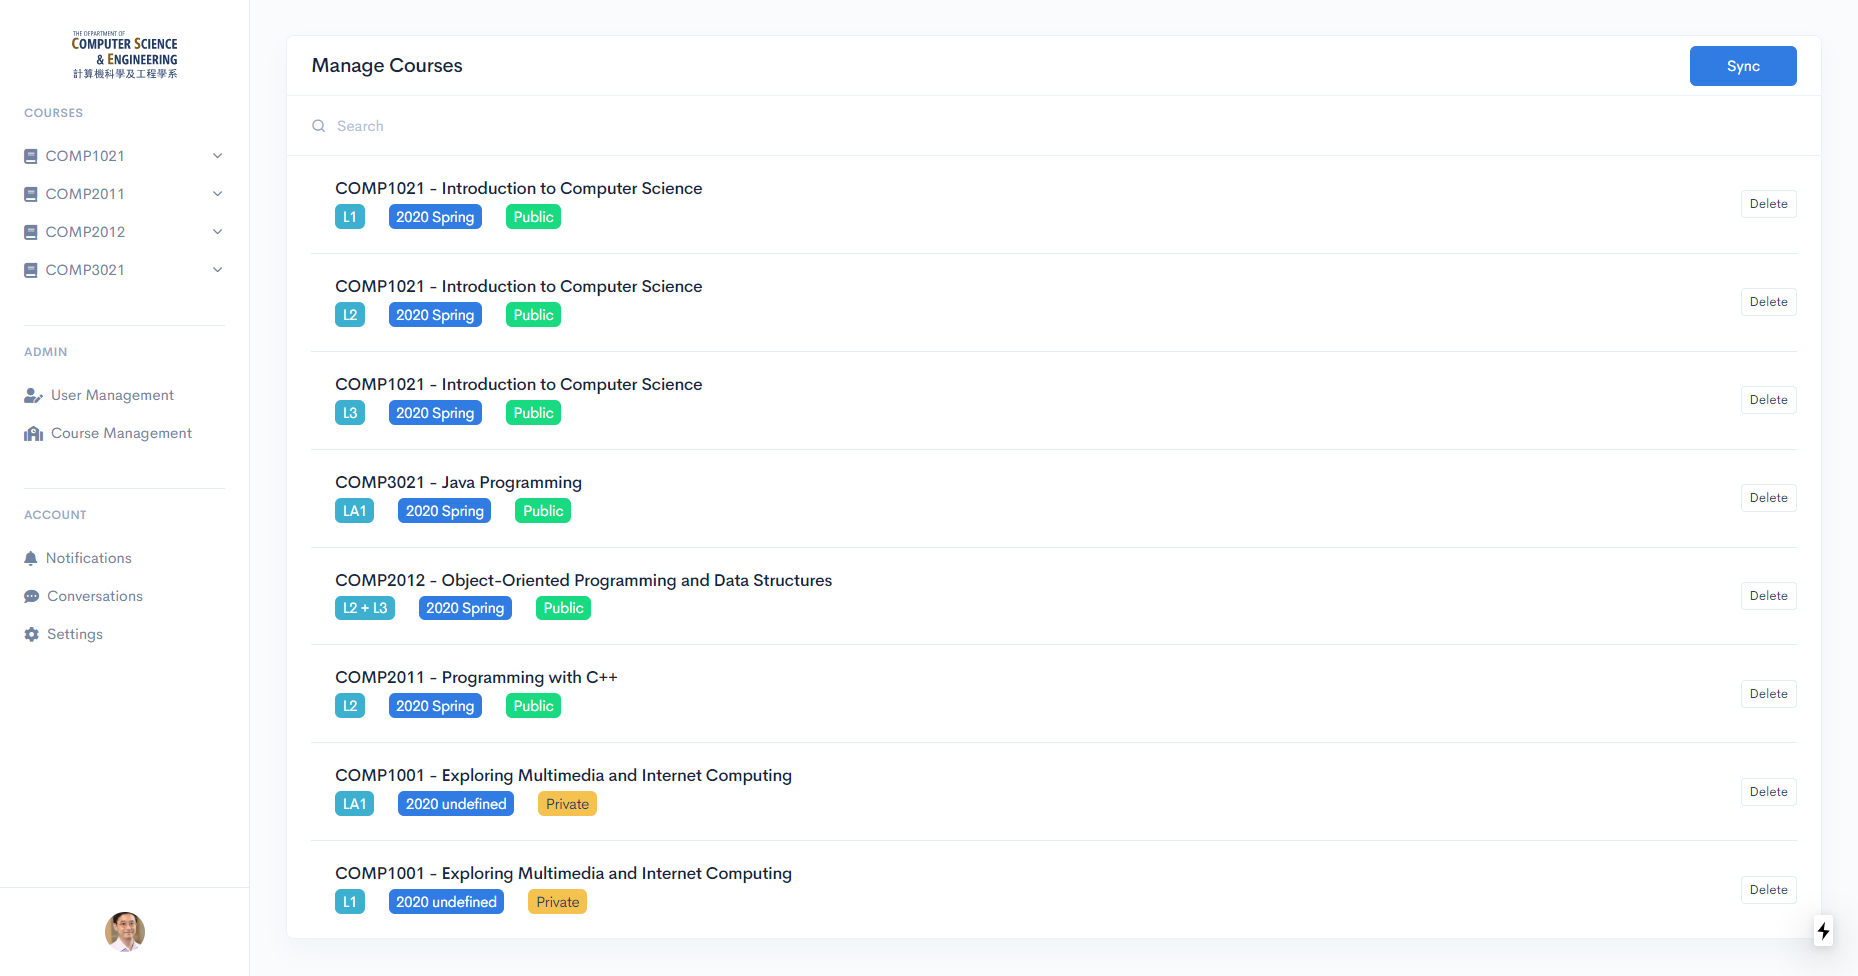 THE DEPARTMENT OF
COMPUTER SCIENCE
& ENGINEERING
計算機科學及工程學系
COURSES
COMP1021
COMP2011
COMP2012
COMP3021
ADMIN
User Management
Course Management
ACCOUNT
Notifications
Conversations
Settings
Manage Courses
Sync
Search
COMP1021 - Introduction to Computer Science
L1 2020 Spring Public
Delete
COMP1021 - Introduction to Computer Science
L2 2020 Spring Public
Delete
COMP1021 - Introduction to Computer Science
L3 2020 Spring Public
Delete
COMP3021 - Java Programming
LA1 2020 Spring Public
Delete
COMP2012 - Object-Oriented Programming and Data Structures
L2 + L3 2020 Spring Public
Delete
COMP2011 - Programming with C++
L2 2020 Spring Public
Delete
COMP1001 - Exploring Multimedia and Internet Computing
LA1 2020 undefined Private
Delete
COMP1001 - Exploring Multimedia and Internet Computing
L1 2020 undefined Private
Delete